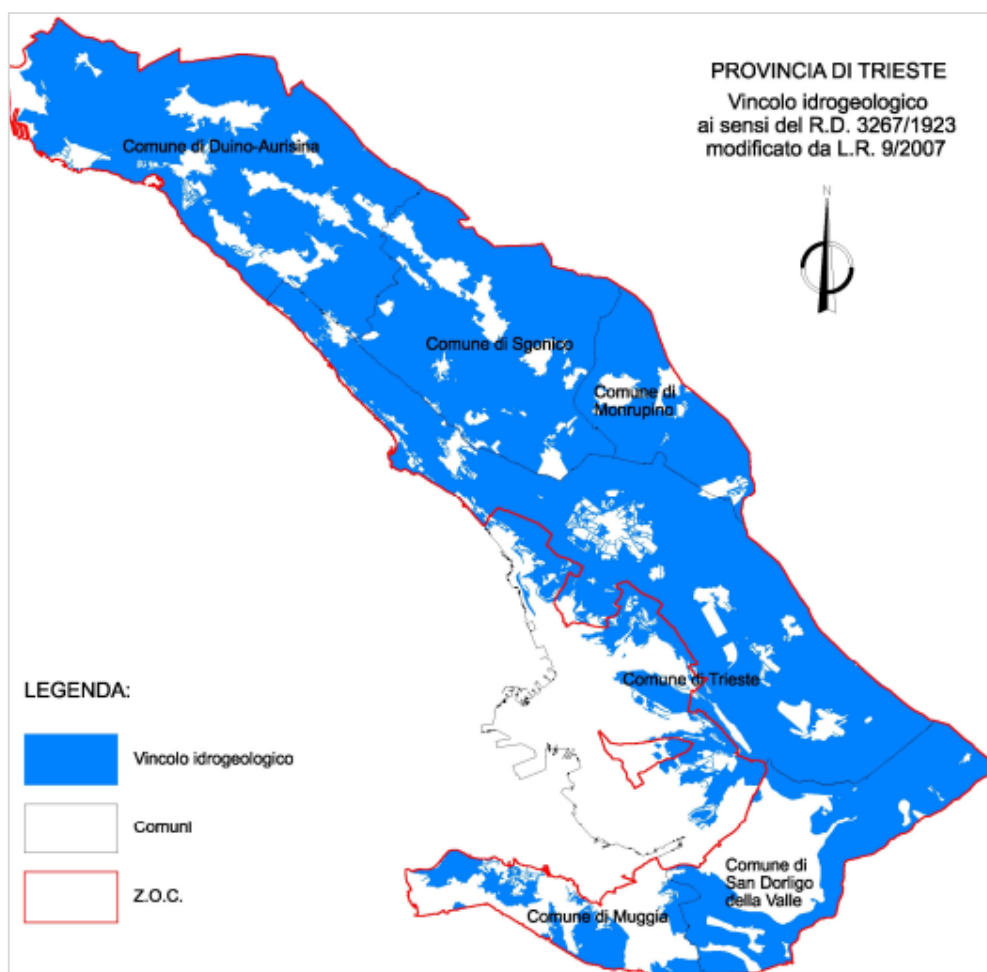 PROVINCIA DI TRIESTE
Vincolo idrogeologico
ai sensi del R.D. 3267/1923
modificato da L.R. 9/2007
N
Comune di Duino-Aurisina
Comune di Sgonico
Comune di
Monrupino
Comune di Trieste
Comune di
San Dorligo
della Valle
Comune di Muggia
LEGENDA:
Vincolo idrogeologico
Comuni
Z.O.C.